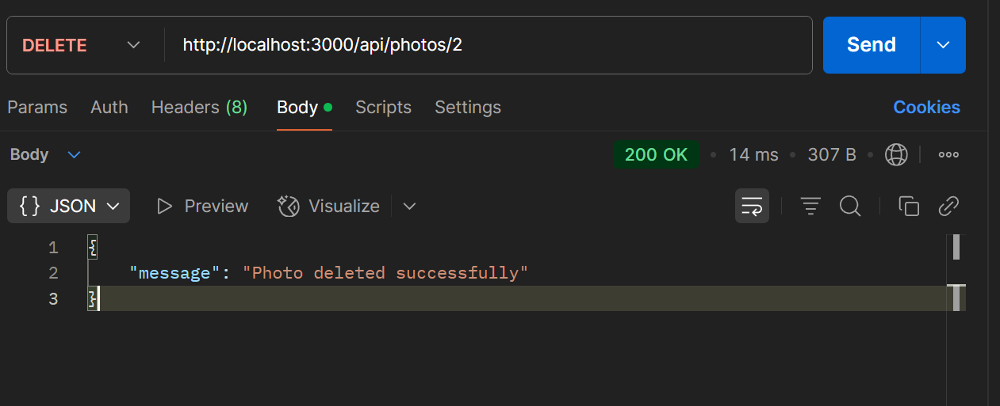 DELETE http://localhost:3000/api/photos/2 Send
Params Auth Headers (8) Body Scripts Settings Cookies
Body 200 OK 14 ms 307 B
{} JSON Preview Visualize
1 {
2 "message": "Photo deleted successfully"
3 }